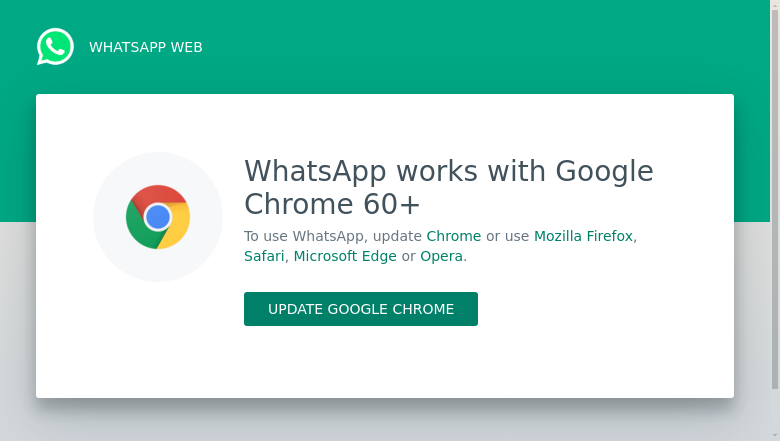 WHATSAPP WEB
WhatsApp works with Google
Chrome 60+
To use WhatsApp, update Chrome or use Mozilla Firefox,
Safari, Microsoft Edge or Opera.
UPDATE GOOGLE CHROME